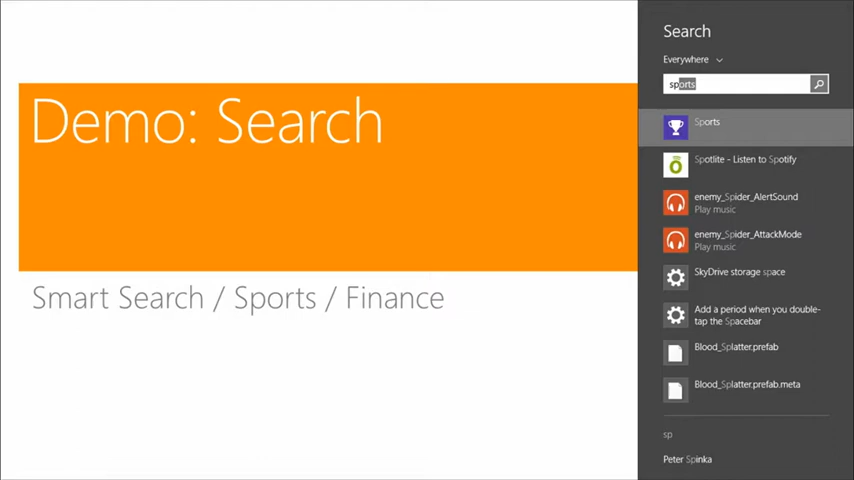 Demo: Search
Smart Search / Sports / Finance
Search
Everywhere
sports
Sports
Spotlite - Listen to Spotify
enemy_Spider_AlertSound
Play music
enemy_Spider_AttackMode
Play music
SkyDrive storage space
Add a period when you double-
tap the Spacebar
Blood_Splatter.prefab
Blood_Splatter.prefab.meta
sp
Peter Spinka